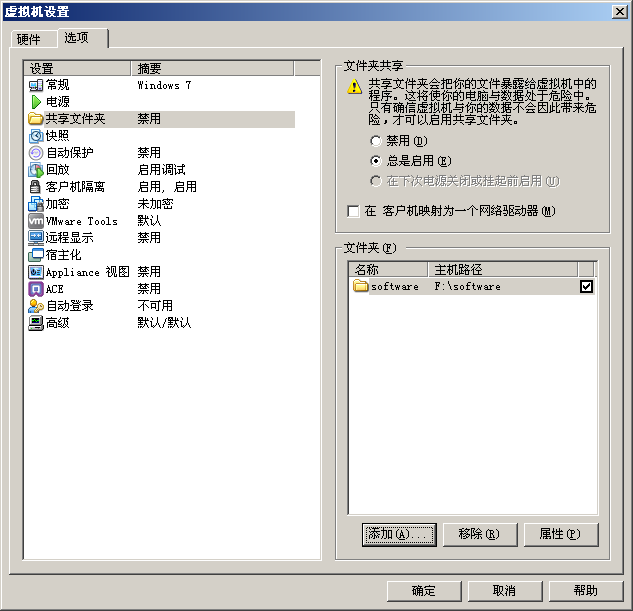 虚拟机设置
硬件 选项
设置 摘要
常规 Windows 7
电源
共享文件夹 禁用
快照
自动保护 禁用
回放 启用调试
客户机隔离 启用, 启用
加密 未加密
VMware Tools 默认
远程显示 禁用
宿主化
Appliance 视图 禁用
ACE 禁用
自动登录 不可用
高级 默认/默认
文件夹共享
共享文件夹会把你的文件暴露给虚拟机中的
程序。这将使你的电脑与数据处于危险中。
只有确信虚拟机与你的数据不会因此带来危
险,才可以启用共享文件夹。
禁用(D)
总是启用(E)
在下次电源关闭或挂起前启用(U)
在 客户机映射为一个网络驱动器(M)
文件夹(F)
名称 主机路径
software F:\software
添加(A)... 移除(R) 属性(P)
确定 取消 帮助